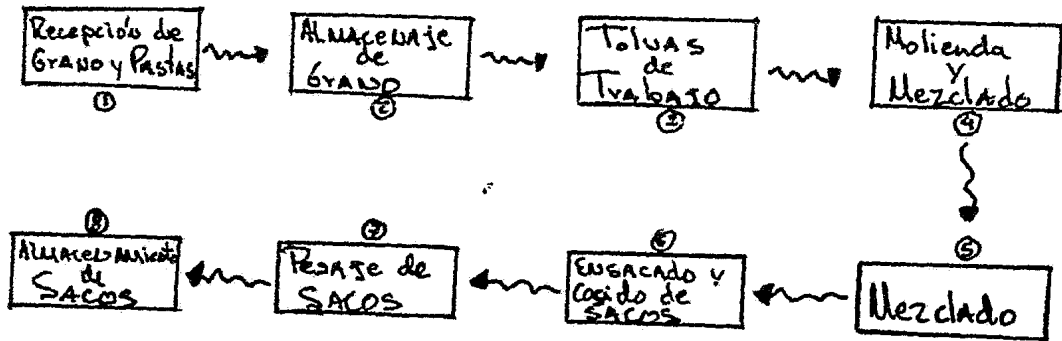 Recepción de
Grano y Pastas
①
Almacenaje
de
Grano
②
Tolvas
de
Trabajo
③
Molienda
y
Mezclado
④
⑤
Mezclado
⑥
Ensacado y
Cosido de
Sacos
⑦
Pesaje de
Sacos
⑧
Almacenamiento
de
Sacos